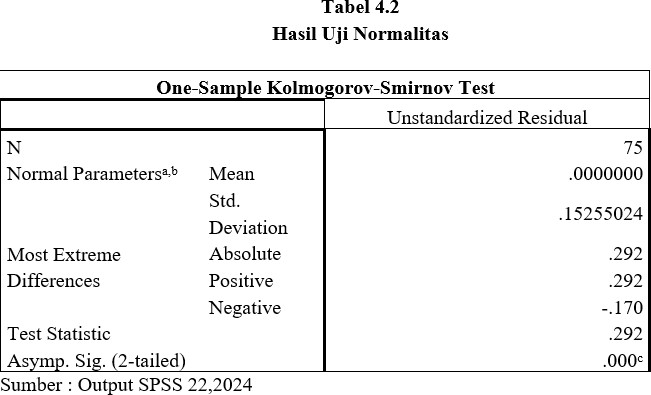 Tabel 4.2
Hasil Uji Normalitas
One-Sample Kolmogorov-Smirnov Test
Unstandardized Residual
N 75
Normal Parametersa,b Mean .0000000
Std. Deviation .15255024
Most Extreme Differences Absolute .292
Positive .292
Negative -.170
Test Statistic .292
Asymp. Sig. (2-tailed) .000c
Sumber : Output SPSS 22,2024